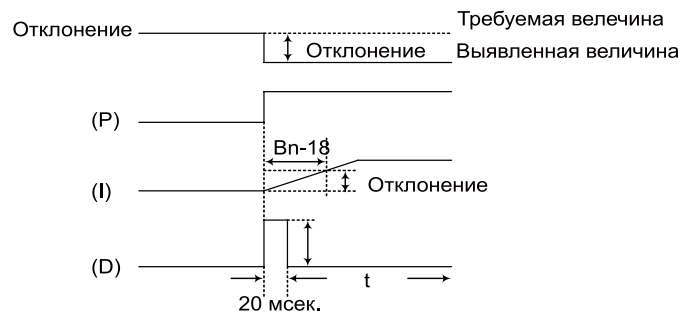 Отклонение
Требуемая велечина
Отклонение
Выявленная величина
(P)
Bn-18
(I)
Отклонение
(D)
t
20 мсек.